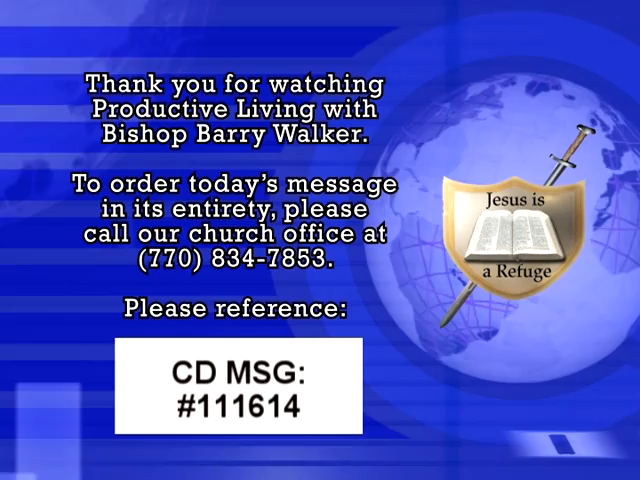 Thank you for watching
Productive Living with
Bishop Barry Walker.
To order today's message
in its entirety, please
call our church office at
(770) 834-7853.
Please reference:
CD MSG:
#111614
Jesus is
a Refuge